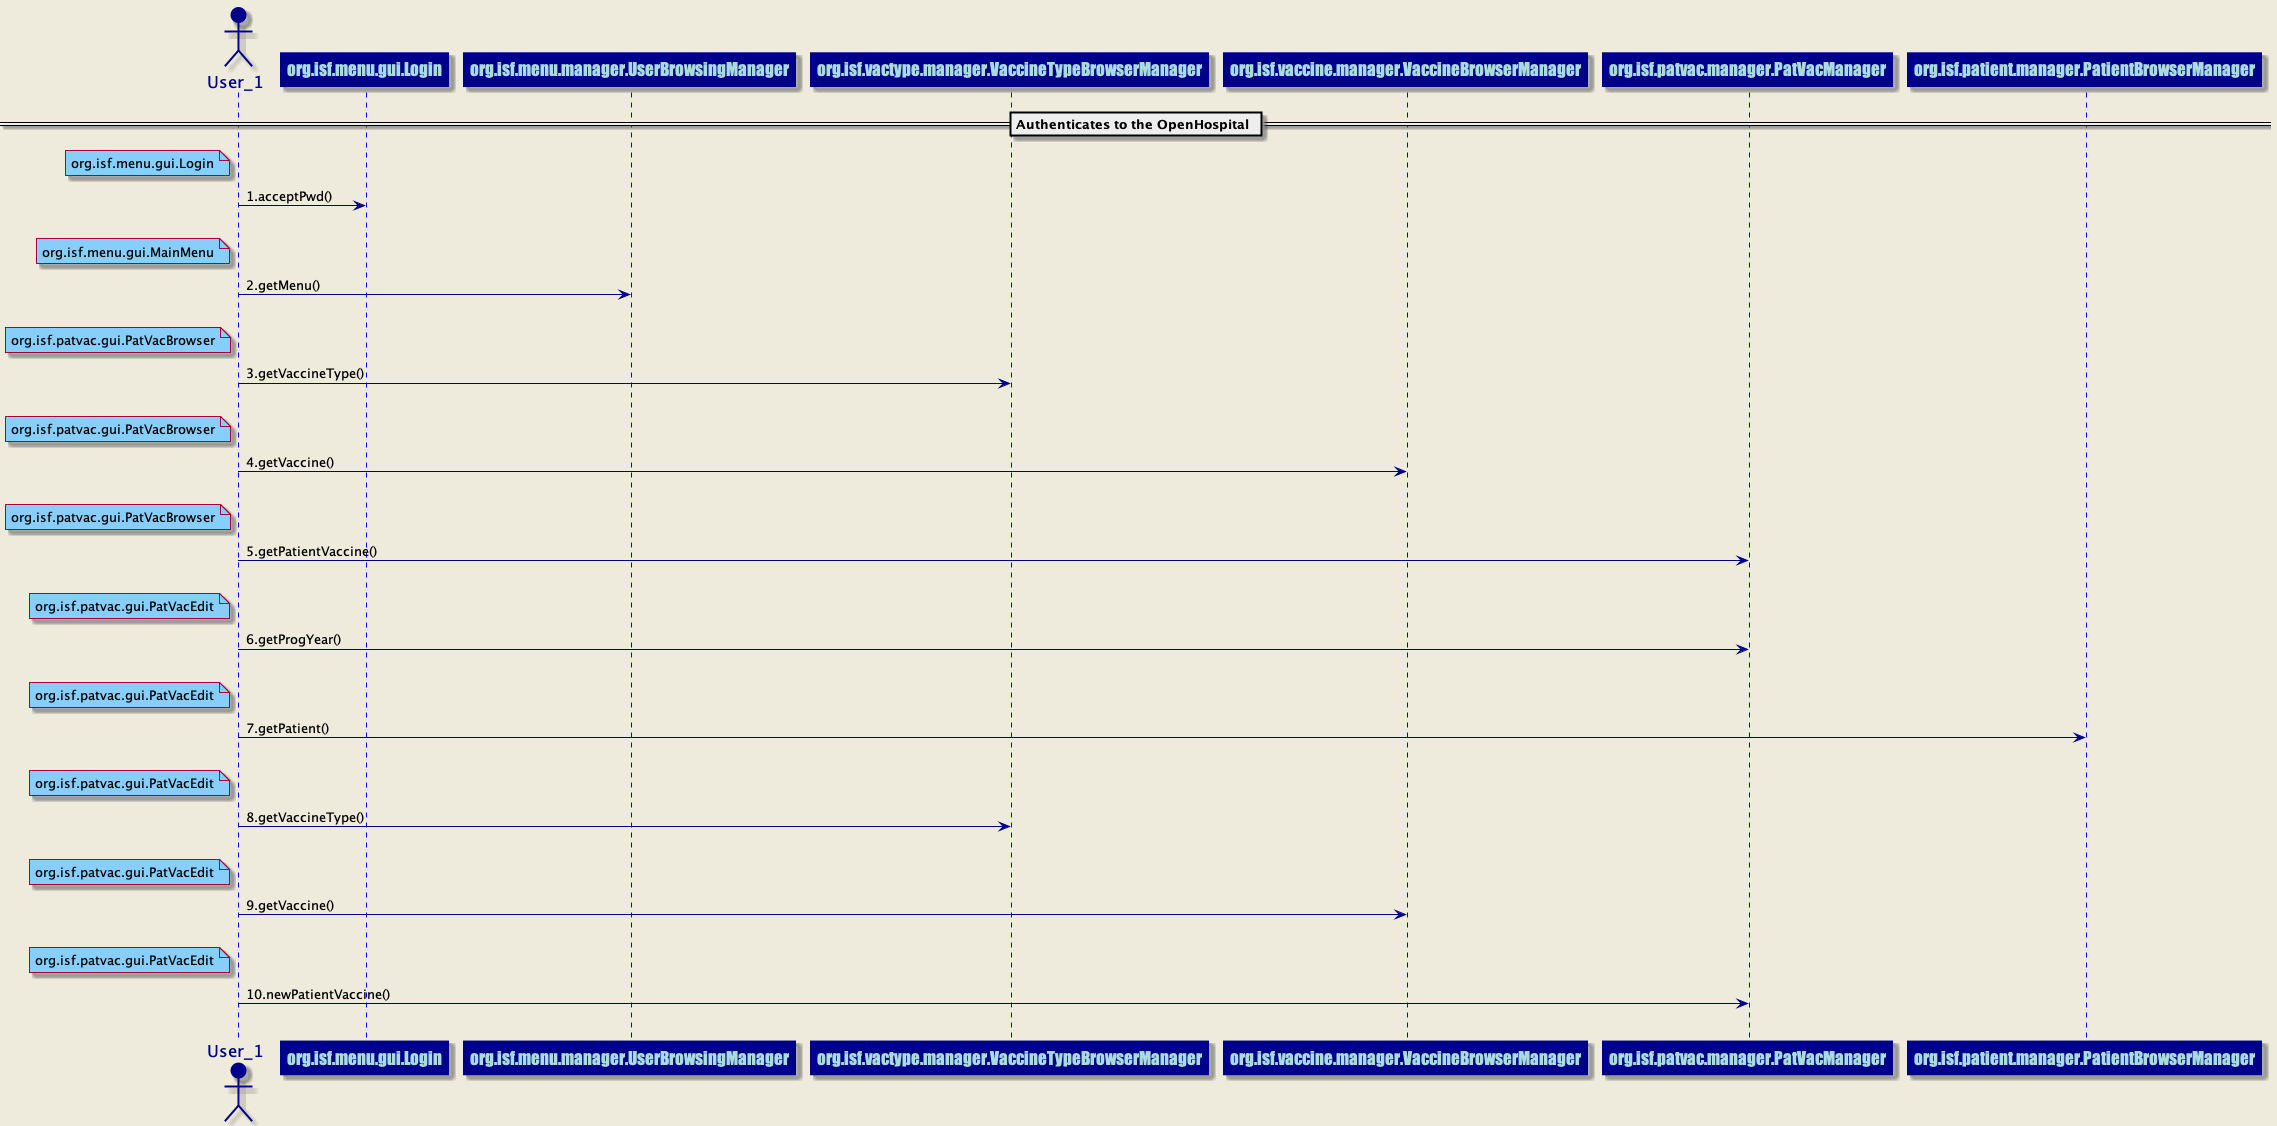 User_1
org.isf.menu.gui.Login
org.isf.menu.manager.UserBrowsingManager
org.isf.vactype.manager.VaccineTypeBrowserManager
org.isf.vaccine.manager.VaccineBrowserManager
org.isf.patvac.manager.PatVacManager
org.isf.patient.manager.PatientBrowserManager
Authenticates to the OpenHospital
org.isf.menu.gui.Login
1.acceptPwd()
org.isf.menu.gui.MainMenu
2.getMenu()
org.isf.patvac.gui.PatVacBrowser
3.getVaccineType()
org.isf.patvac.gui.PatVacBrowser
4.getVaccine()
org.isf.patvac.gui.PatVacBrowser
5.getPatientVaccine()
org.isf.patvac.gui.PatVacEdit
6.getProgYear()
org.isf.patvac.gui.PatVacEdit
7.getPatient()
org.isf.patvac.gui.PatVacEdit
8.getVaccineType()
org.isf.patvac.gui.PatVacEdit
9.getVaccine()
org.isf.patvac.gui.PatVacEdit
10.newPatientVaccine()
User_1
org.isf.menu.gui.Login
org.isf.menu.manager.UserBrowsingManager
org.isf.vactype.manager.VaccineTypeBrowserManager
org.isf.vaccine.manager.VaccineBrowserManager
org.isf.patvac.manager.PatVacManager
org.isf.patient.manager.PatientBrowserManager